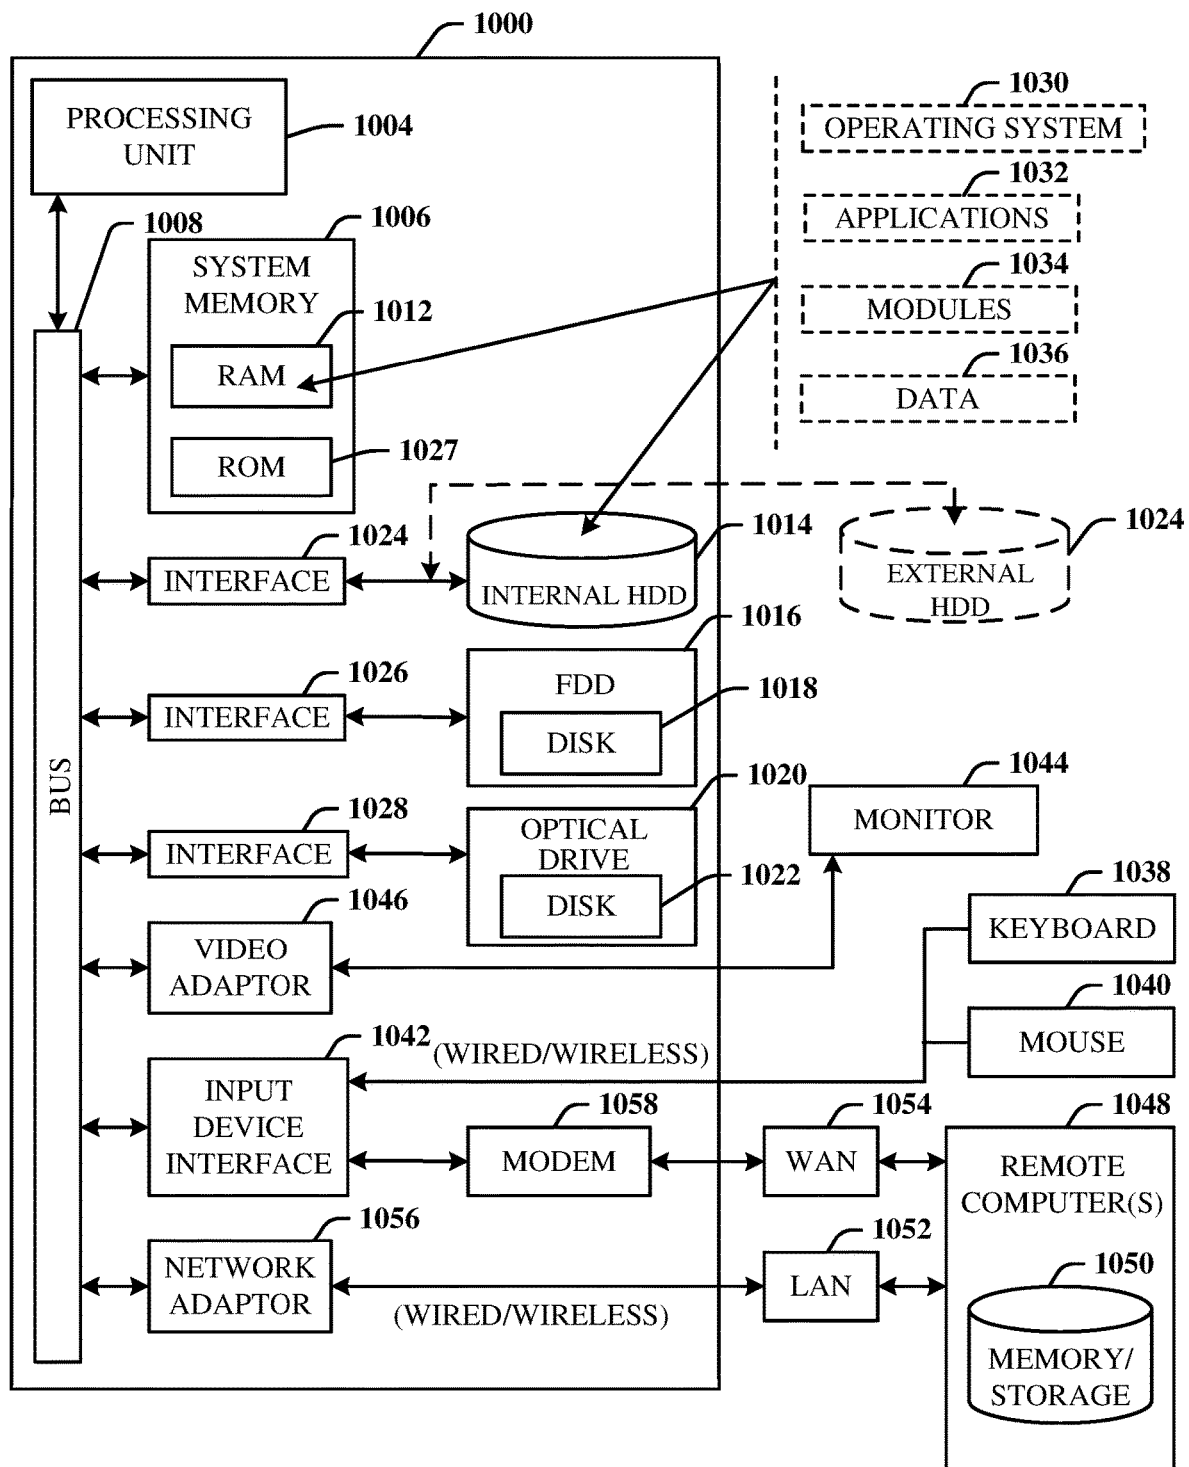 1000
PROCESSING
UNIT
1004
1008
1006
SYSTEM
MEMORY
1012
RAM
ROM
1027
1030
OPERATING SYSTEM
1032
APPLICATIONS
1034
MODULES
1036
DATA
1024
INTERFACE
1014
INTERNAL HDD
1024
EXTERNAL
HDD
1026
INTERFACE
1016
FDD
1018
DISK
BUS
1028
INTERFACE
1020
OPTICAL
DRIVE
1022
DISK
1044
MONITOR
1046
VIDEO
ADAPTOR
1038
KEYBOARD
1040
MOUSE
1042
(WIRED/WIRELESS)
INPUT
DEVICE
INTERFACE
1058
MODEM
1054
WAN
1048
REMOTE
COMPUTER(S)
1056
NETWORK
ADAPTOR
(WIRED/WIRELESS)
1052
LAN
1050
MEMORY/
STORAGE